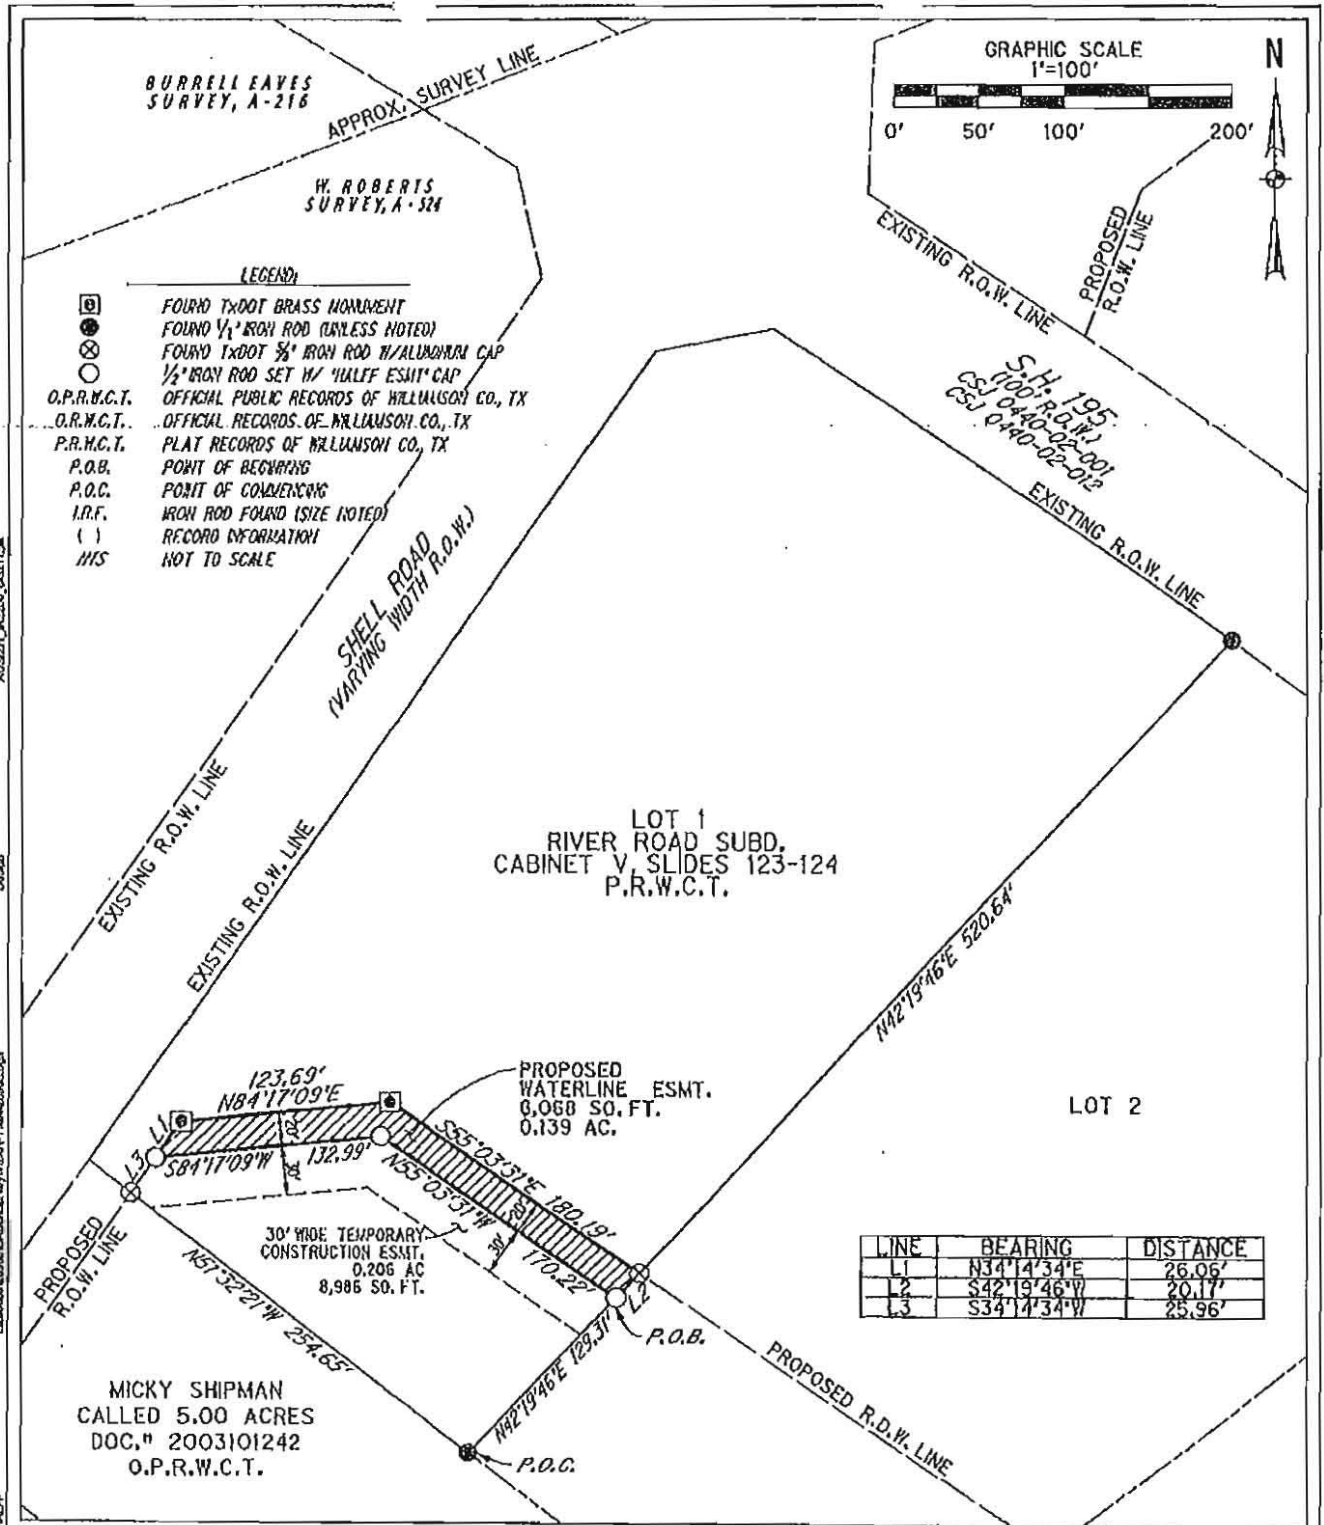 BURRELL EAVES
SURVEY, A-216
APPROX. SURVEY LINE
W. ROBERTS
SURVEY, A-524
GRAPHIC SCALE
1"=100'
0' 50' 100' 200'
N
EXISTING R.O.W. LINE
PROPOSED
R.O.W. LINE
S.H. 195
(100' R.O.W.)
CSJ 0440-02-001
CSJ 0440-02-012
EXISTING R.O.W. LINE
LEGEND:
FOUND TxDOT BRASS MONUMENT
FOUND 1/2" IRON ROD (UNLESS NOTED)
FOUND TxDOT 5/8" IRON ROD W/ALUMINUM CAP
1/2" IRON ROD SET W/ "HALFF ESMT" CAP
O.P.R.W.C.T. OFFICIAL PUBLIC RECORDS OF WILLIAMSON CO., TX
O.R.W.C.T. OFFICIAL RECORDS OF WILLIAMSON CO., TX
P.R.W.C.T. PLAT RECORDS OF WILLIAMSON CO., TX
P.O.B. POINT OF BEGINNING
P.O.C. POINT OF COMMENCING
I.R.F. IRON ROD FOUND (SIZE NOTED)
( ) RECORD INFORMATION
NTS NOT TO SCALE
SHELL ROAD
(VARYING WIDTH R.O.W.)
EXISTING R.O.W. LINE
EXISTING R.O.W. LINE
LOT 1
RIVER ROAD SUBD.
CABINET V, SLIDES 123-124
P.R.W.C.T.
N42°19'46"E 520.64'
LOT 2
PROPOSED
WATERLINE ESMT.
6,068 SQ. FT.
0.139 AC.
123.69'
N84°17'09"E
L1
20'
S84°17'09"W 132.99'
30'
L3
S55°03'31"E 180.19'
N55°03'31"W 170.22'
20'
30'
L2
30' WIDE TEMPORARY
CONSTRUCTION ESMT.
0.206 AC
8,986 SQ. FT.
PROPOSED
R.O.W. LINE
N57°32'21"W 254.65'
N42°19'46"E 129.31'
P.O.B.
P.O.C.
PROPOSED R.O.W. LINE
LINE BEARING DISTANCE
L1 N34°14'34"E 26.06'
L2 S42°19'46"W 20.17'
L3 S34°14'34"W 25.96'
MICKY SHIPMAN
CALLED 5.00 ACRES
DOC.# 2003101242
O.P.R.W.C.T.